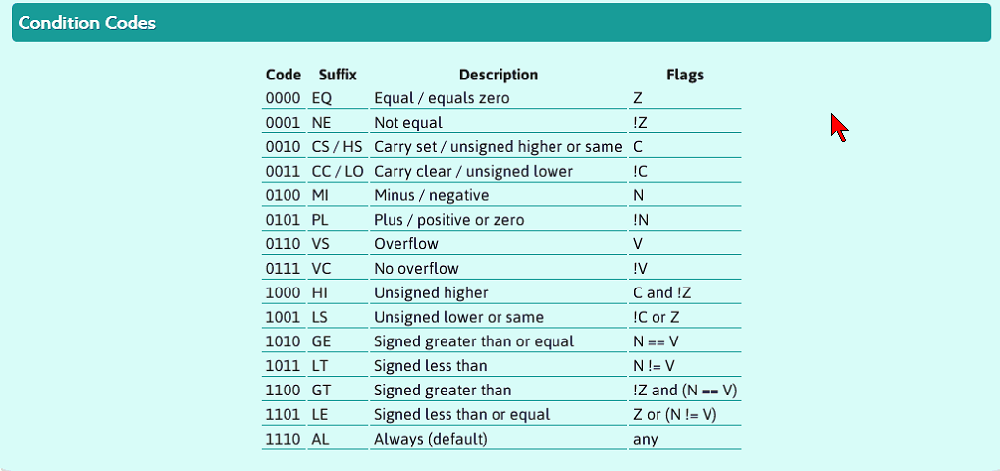 Condition Codes
Code Suffix Description Flags
0000 EQ Equal / equals zero Z
0001 NE Not equal !Z
0010 CS / HS Carry set / unsigned higher or same C
0011 CC / LO Carry clear / unsigned lower !C
0100 MI Minus / negative N
0101 PL Plus / positive or zero !N
0110 VS Overflow V
0111 VC No overflow !V
1000 HI Unsigned higher C and !Z
1001 LS Unsigned lower or same !C or Z
1010 GE Signed greater than or equal N == V
1011 LT Signed less than N != V
1100 GT Signed greater than !Z and (N == V)
1101 LE Signed less than or equal Z or (N != V)
1110 AL Always (default) any